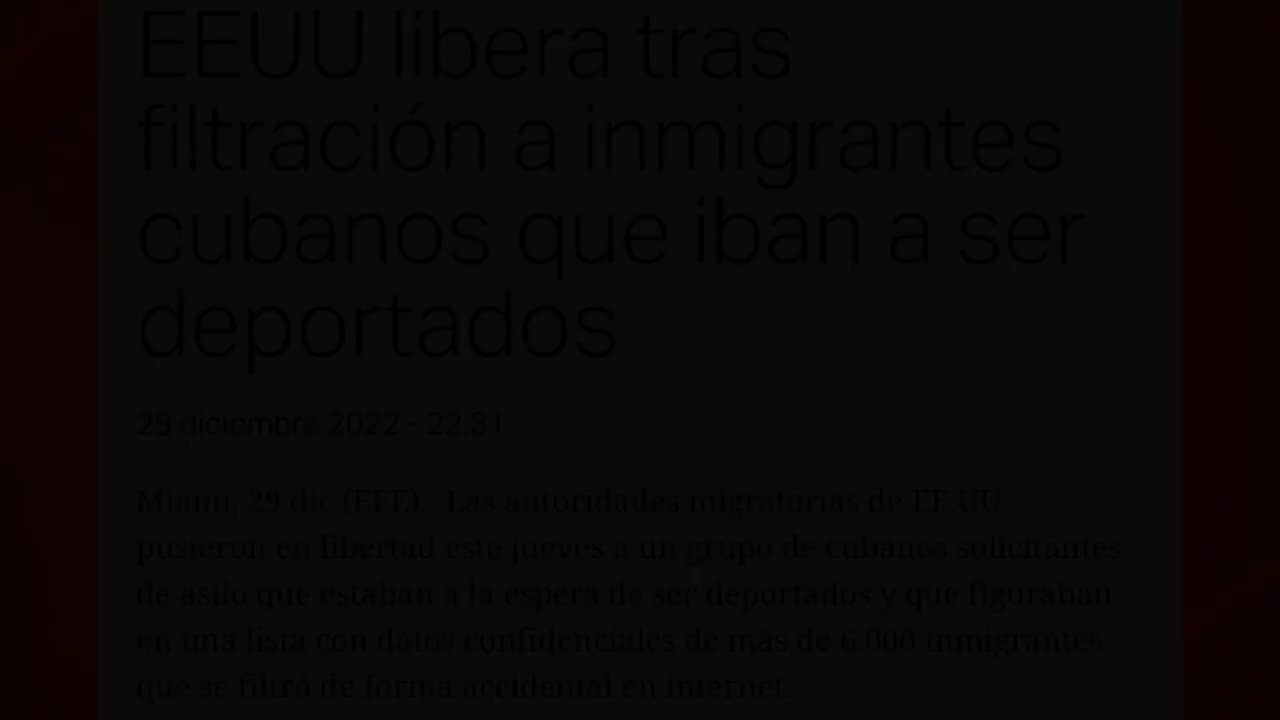 EEUU libera tras
filtración a inmigrantes
cubanos que iban a ser
deportados
29 diciembre 2022 - 22:31
Miami, 29 dic (EFE).- Las autoridades migratorias de EE.UU.
pusieron en libertad este jueves a un grupo de cubanos solicitantes
de asilo que estaban a la espera de ser deportados y que figuraban
en una lista con datos confidenciales de más de 6.000 inmigrantes
que se filtró de forma accidental en internet.